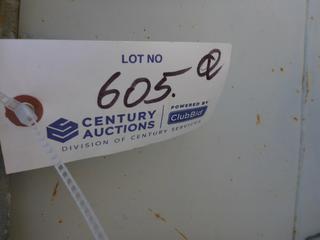 LOT NO
605.
CENTURY AUCTIONS
POWERED BY ClubBid
DIVISION OF CENTURY SERVICES